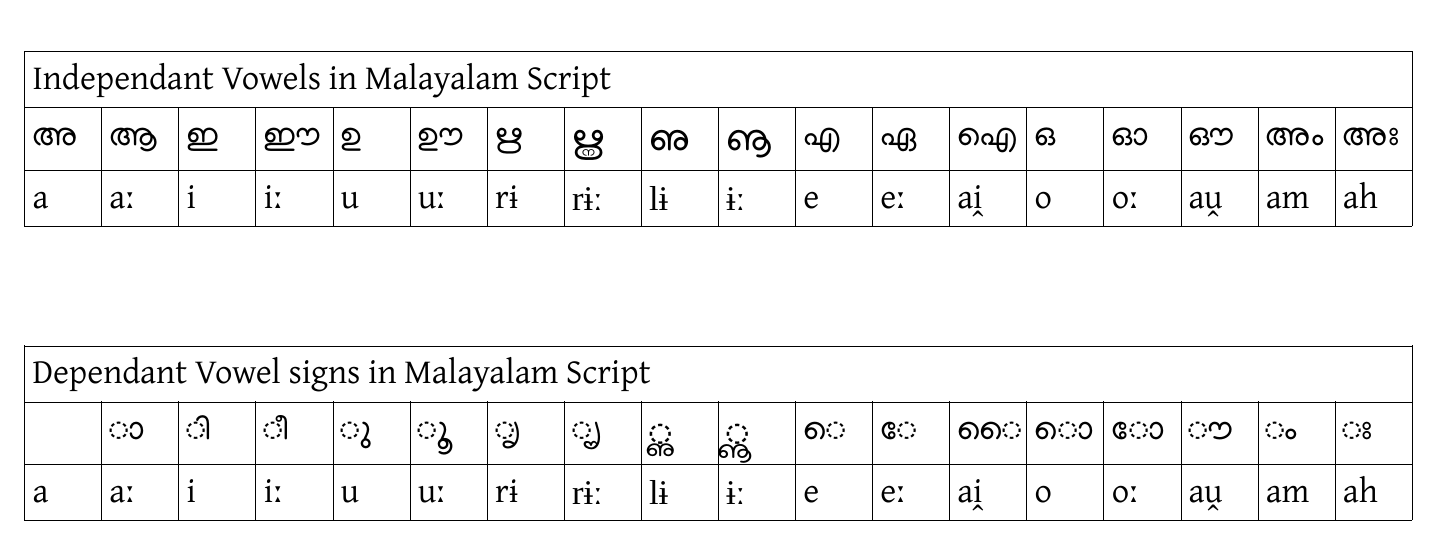 Independant Vowels in Malayalam Script
അ ആ ഇ ഈ ഉ ഊ ഋ ൠ ഌ ൡ എ ഏ ഐ ഒ ഓ ഔ അം അഃ
a aː i iː u uː rɨ rɨː lɨ ɨː e eː ai̯ o oː au̯ am ah
Dependant Vowel signs in Malayalam Script
◌ാ ◌ി ◌ീ ◌ു ◌ൂ ◌ൃ ◌ൄ ◌ൢ ◌ൣ ◌െ ◌േ ◌ൈ ◌ൊ ◌ോ ◌ൗ ◌ം ◌ഃ
a aː i iː u uː rɨ rɨː lɨ ɨː e eː ai̯ o oː au̯ am ah